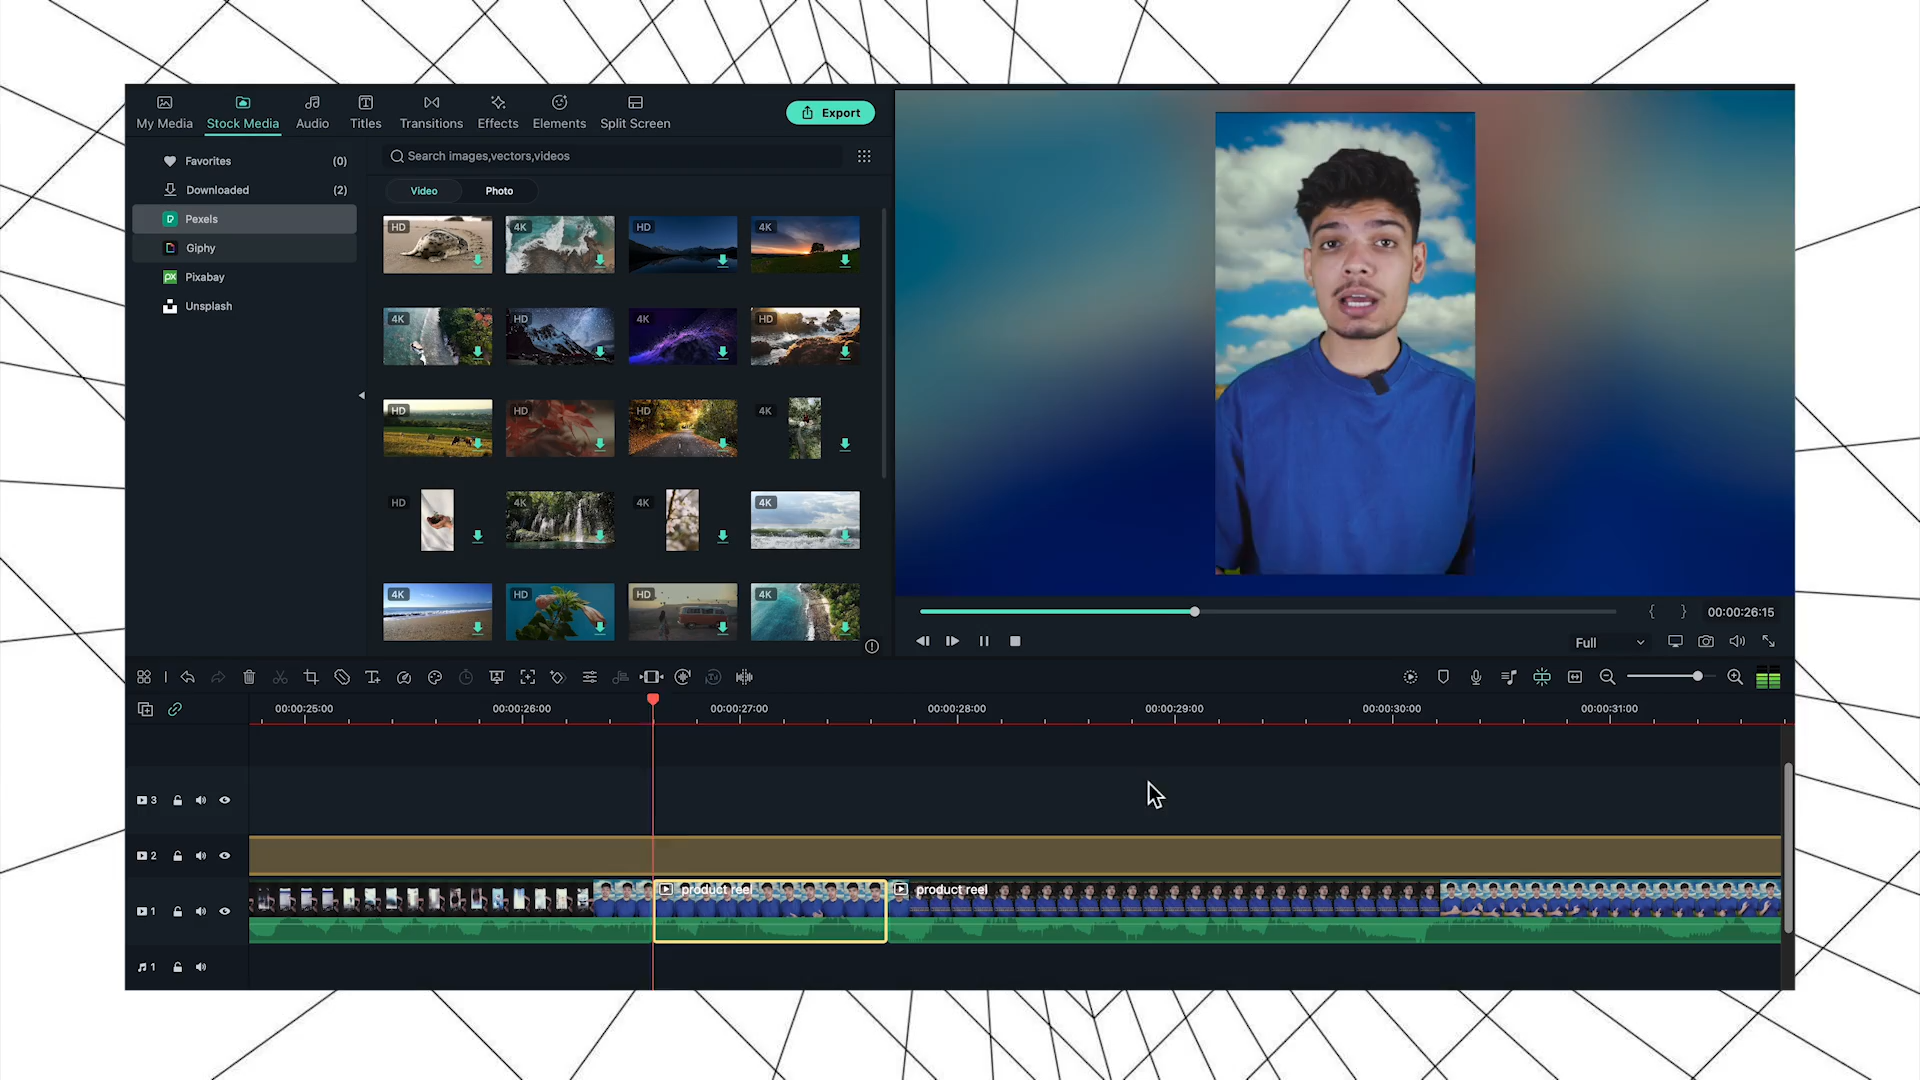 My Media
Stock Media
Audio
Titles
Transitions
Effects
Elements
Split Screen
Export
Favorites (0)
Downloaded (2)
Pexels
Giphy
Pixabay
Unsplash
Search images,vectors,videos
Video
Photo
HD
4K
HD
4K
4K
HD
4K
HD
HD
HD
HD
4K
HD
4K
4K
4K
4K
HD
HD
4K
00:00:26:15
Full
00:00:25:00
00:00:26:00
00:00:27:00
00:00:28:00
00:00:29:00
00:00:30:00
00:00:31:00
3
2
1
product reel
product reel
1